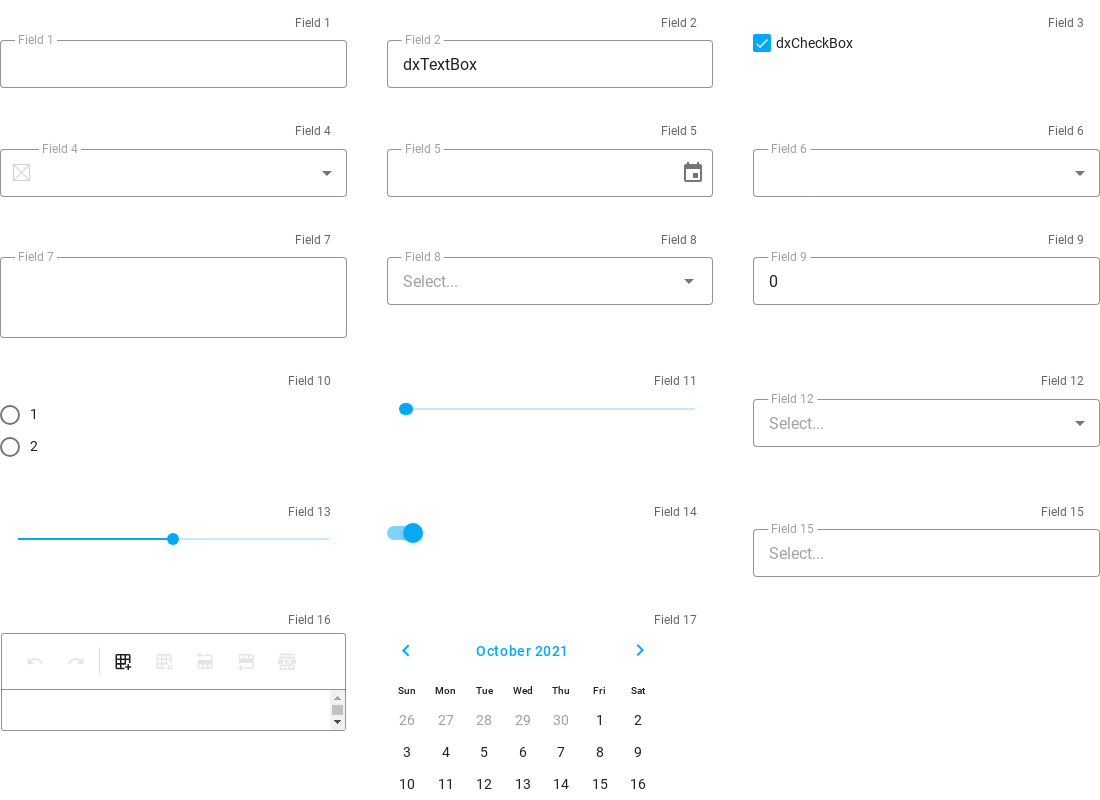 Field 1
Field 2
Field 3
Field 1
Field 2
dxTextBox
dxCheckBox
Field 4
Field 5
Field 6
Field 4
Field 5
Field 6
Field 7
Field 8
Field 9
Field 7
Field 8
Select...
Field 9
0
Field 10
Field 11
Field 12
1
2
Field 12
Select...
Field 13
Field 14
Field 15
Field 15
Select...
Field 16
Field 17
October 2021
Sun Mon Tue Wed Thu Fri Sat
26 27 28 29 30 1 2
3 4 5 6 7 8 9
10 11 12 13 14 15 16